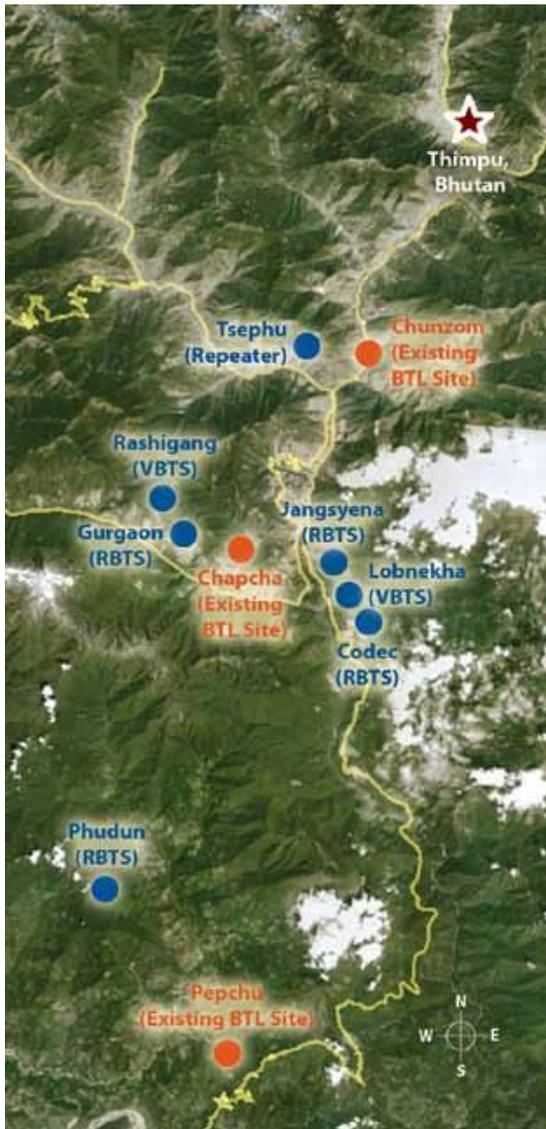 Thimpu,
Bhutan
Tsephu
(Repeater)
Chunzom
(Existing
BTL Site)
Rashigang
(VBTS)
Gurgaon
(RBTS)
Jangsyena
(RBTS)
Chapcha
(Existing
BTL Site)
Lobnekha
(VBTS)
Codec
(RBTS)
Phudun
(RBTS)
Pepchu
(Existing BTL Site)
N
W E
S